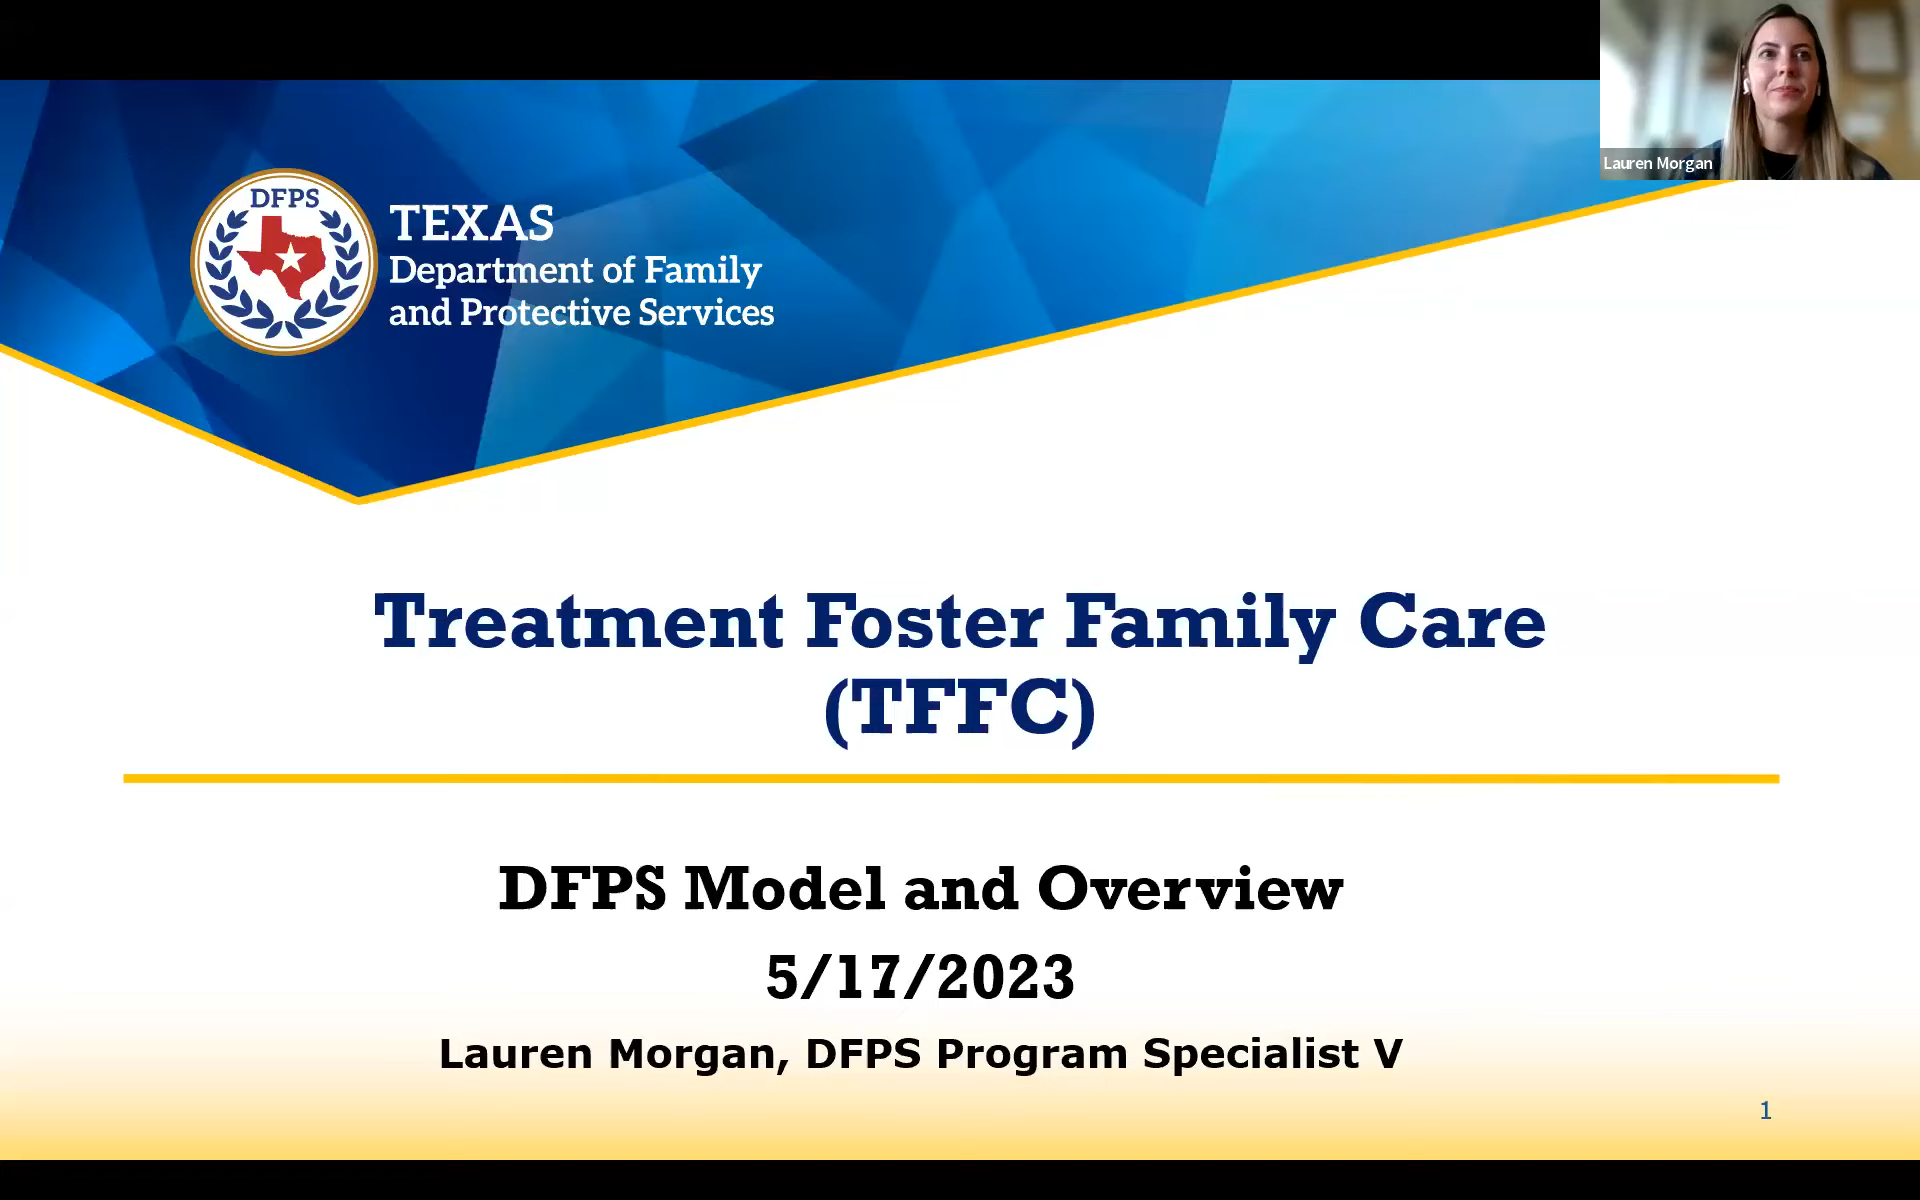 Lauren Morgan
DFPS
TEXAS
Department of Family
and Protective Services
Treatment Foster Family Care
(TFFC)
DFPS Model and Overview
5/17/2023
Lauren Morgan, DFPS Program Specialist V
1